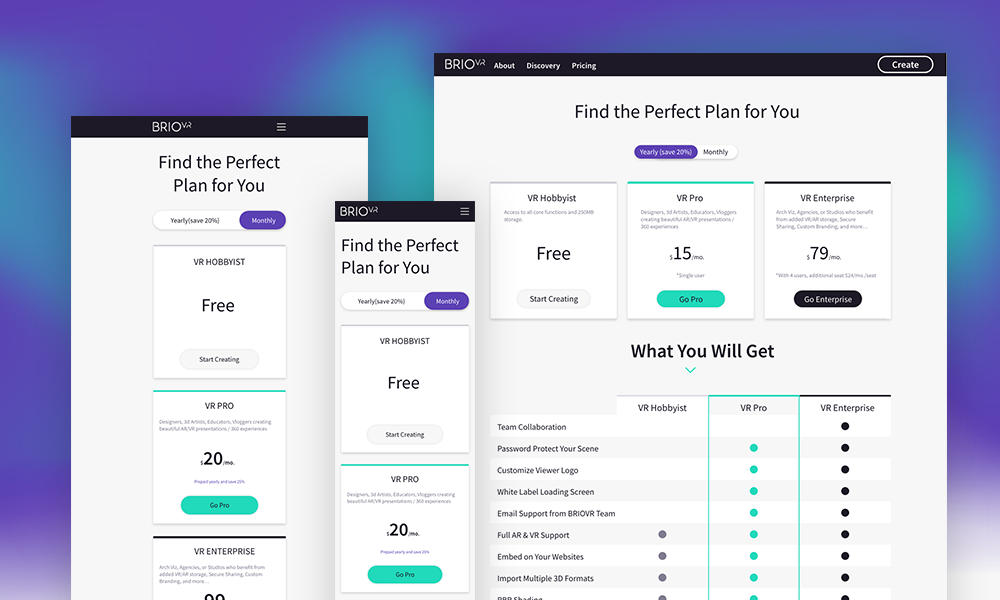 BRIOVR
Find the Perfect
Plan for You
Yearly(save 20%) Monthly
VR HOBBYIST
Free
Start Creating
VR PRO
Designers, 3d Artists, Educators, Vloggers creating
beautiful AR/VR presentations / 360 experiences
$20/mo.
Prepaid yearly and save 25%
Go Pro
VR ENTERPRISE
Arch Viz, Agencies, or Studios who benefit from
added VR/AR storage, Secure Sharing, Custom
Branding, and more...
99
BRIOVR
Find the Perfect
Plan for You
Yearly(save 20%) Monthly
VR HOBBYIST
Free
Start Creating
VR PRO
Designers, 3d Artists, Educators, Vloggers creating
beautiful AR/VR presentations / 360 experiences
$20/mo.
Prepaid yearly and save 25%
Go Pro
BRIOVR About Discovery Pricing Create
Find the Perfect Plan for You
Yearly (save 20%) Monthly
VR Hobbyist
Access to all core functions and 250MB
storage.
Free
Start Creating
VR Pro
Designers, 3d Artists, Educators, Vloggers
creating beautiful AR/VR presentations /
360 experiences
$15/mo.
*Single user
Go Pro
VR Enterprise
Arch Viz, Agencies, or Studios who benefit
from added VR/AR storage, Secure
Sharing, Custom Branding, and more...
$79/mo.
*With 4 users, additional seat $24/mo./seat
Go Enterprise
What You Will Get
VR Hobbyist VR Pro VR Enterprise
Team Collaboration
Password Protect Your Scene
Customize Viewer Logo
White Label Loading Screen
Email Support from BRIOVR Team
Full AR & VR Support
Embed on Your Websites
Import Multiple 3D Formats
PBR Shading